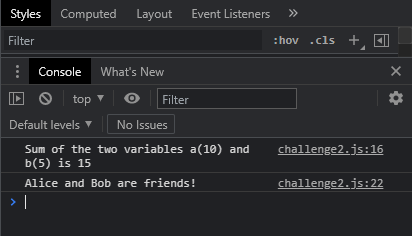 Styles Computed Layout Event Listeners »
Filter :hov .cls +
Console What's New
top Filter
Default levels No Issues
Sum of the two variables a(10) and challenge2.js:16
b(5) is 15
Alice and Bob are friends! challenge2.js:22
>